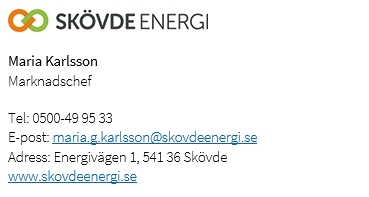 SKÖVDE ENERGI
Maria Karlsson
Marknadschef
Tel: 0500-49 95 33
E-post: maria.g.karlsson@skovdeenergi.se
Adress: Energivägen 1, 541 36 Skövde
www.skovdeenergi.se